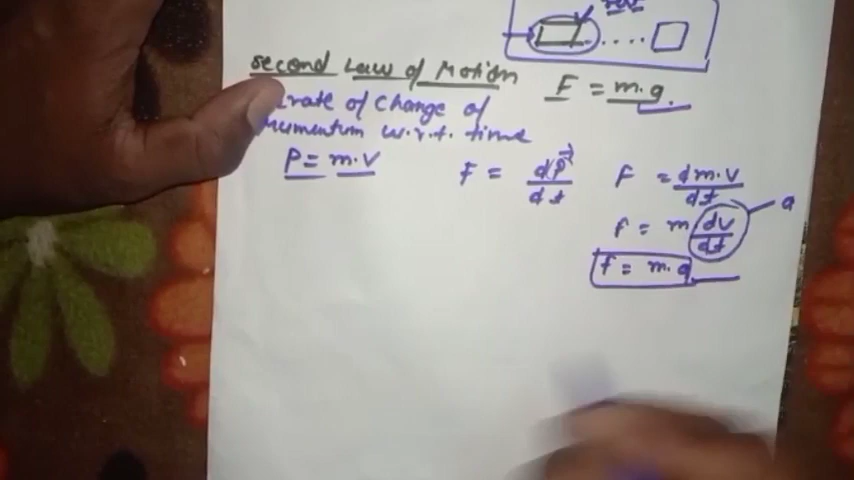 second Law of Motion
F = m.a
rate of Change of
momentum w.r.t. time
P = m.V
F = dp⃗/dt
F = dm.V/dt
f = m dv/dt
a
f = m.a